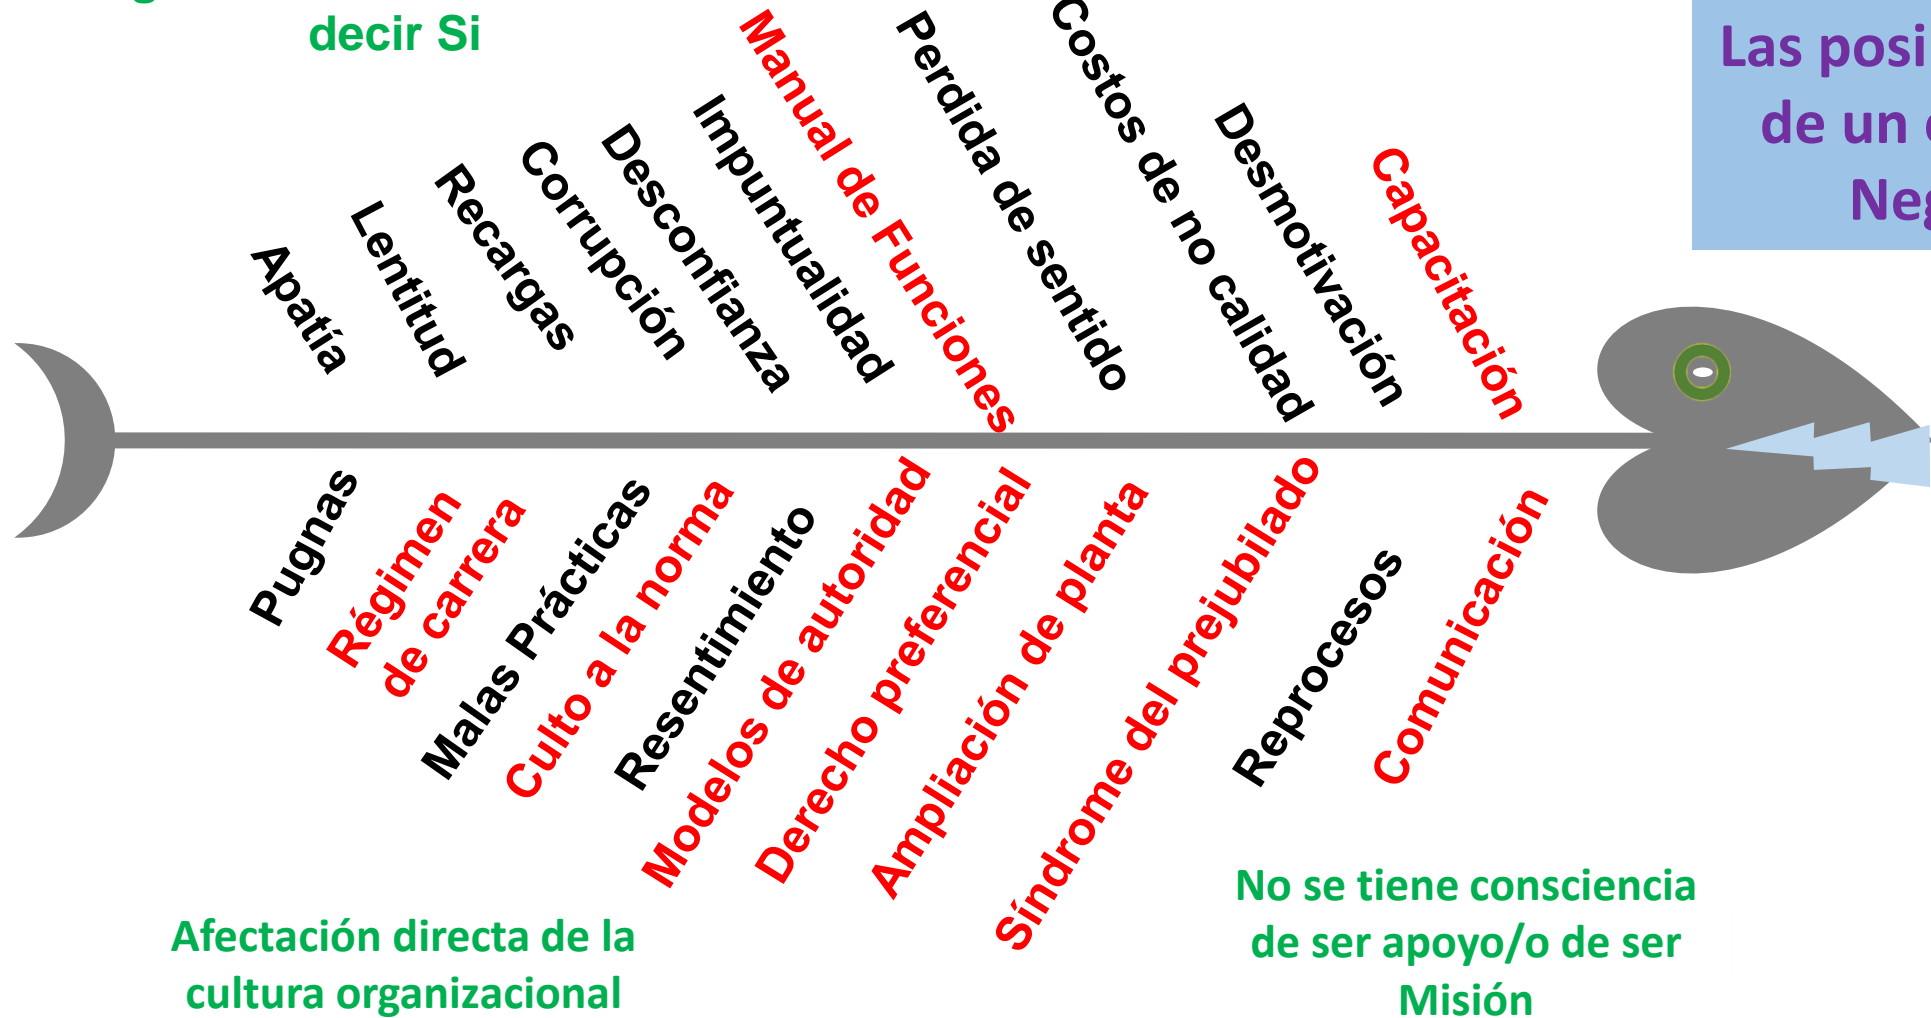 decir Si
Las
de un
Apatía
Lentitud
Recargas
Corrupción
Desconfianza
Impuntualidad
Manual de Funciones
Perdida de sentido
Costos de no calidad
Desmotivación
Capacitación
Pugnas
Régimen
de carrera
Malas Prácticas
Culto a la norma
Resentimiento
Modelos de autoridad
Derecho preferencial
Ampliación de planta
Síndrome del prejubilado
Reprocesos
Comunicación
Afectación directa de la
cultura organizacional
No se tiene consciencia
de ser apoyo/o de ser
Misión